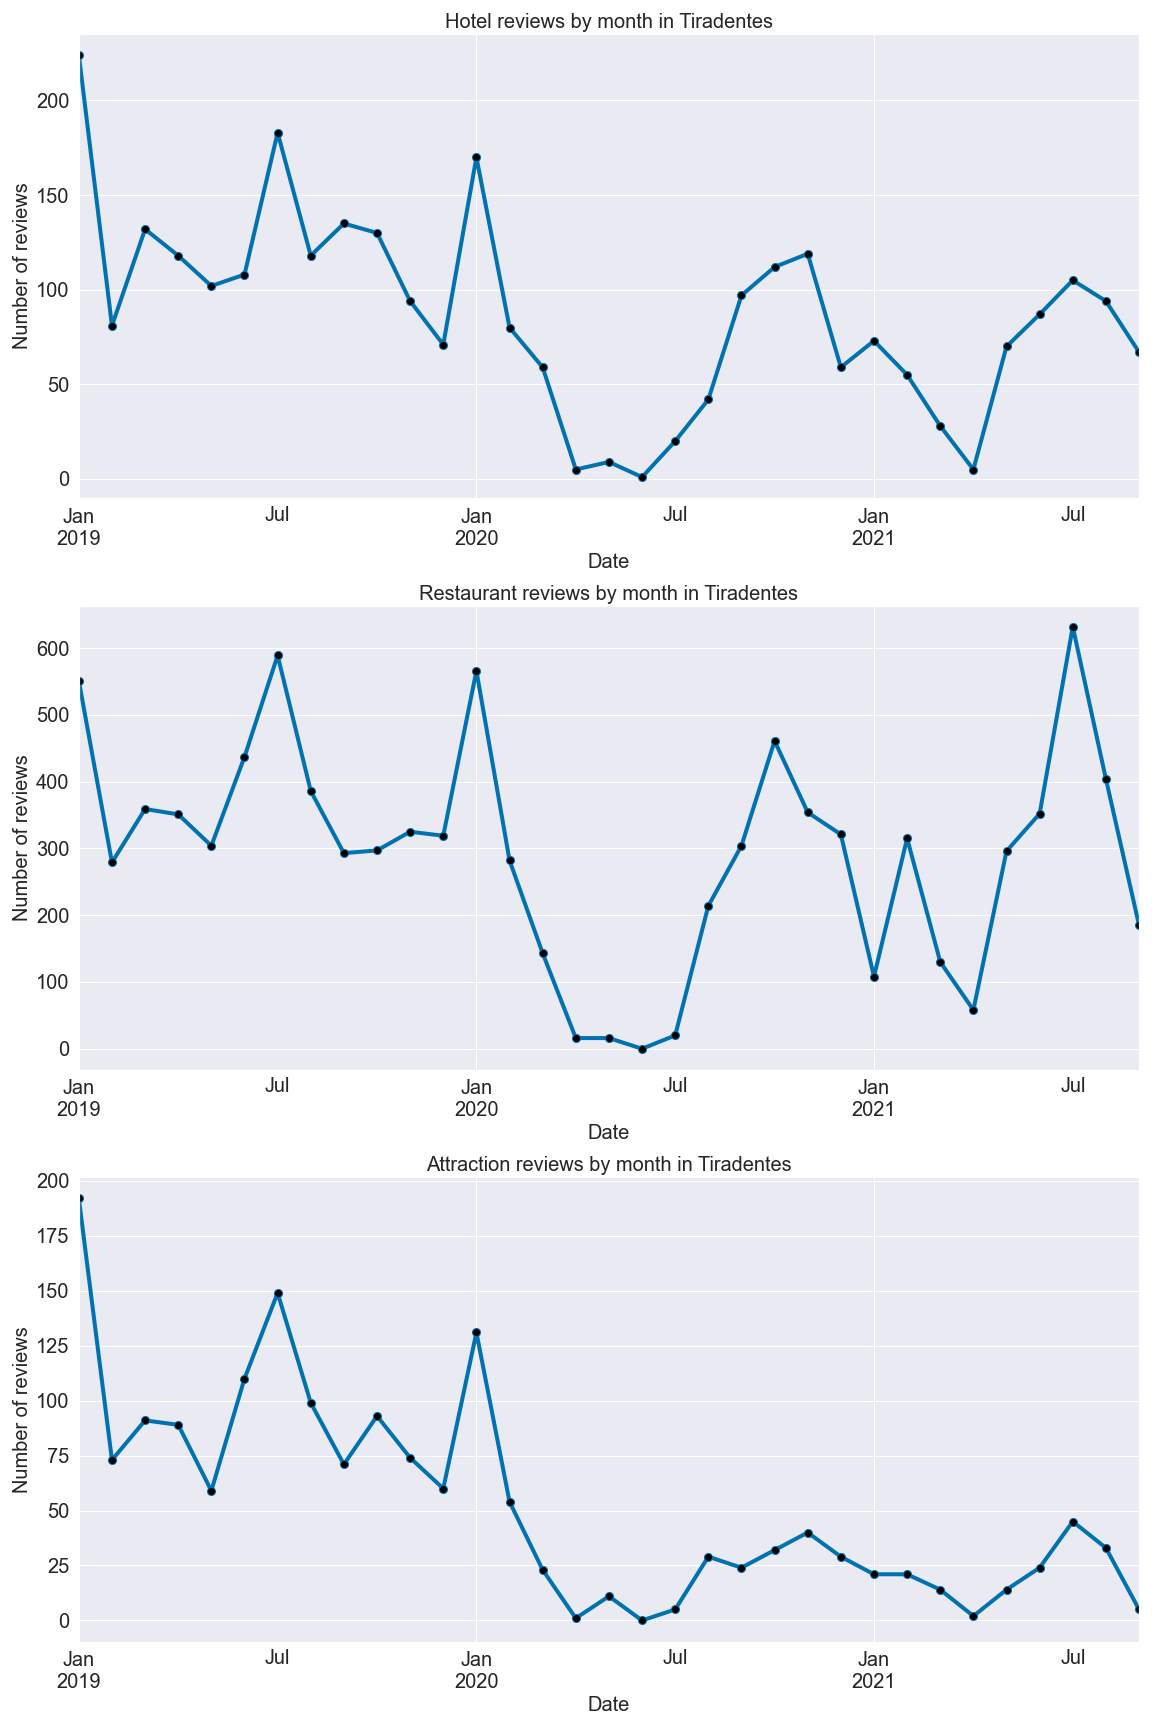 Hotel reviews by month in Tiradentes
200
150
100
50
0
Number of reviews
Jan Jul Jan Jul Jan Jul
2019 2020 2021
Date
Restaurant reviews by month in Tiradentes
600
500
400
300
200
100
0
Number of reviews
Jan Jul Jan Jul Jan Jul
2019 2020 2021
Date
Attraction reviews by month in Tiradentes
200
175
150
125
100
75
50
25
0
Number of reviews
Jan Jul Jan Jul Jan Jul
2019 2020 2021
Date